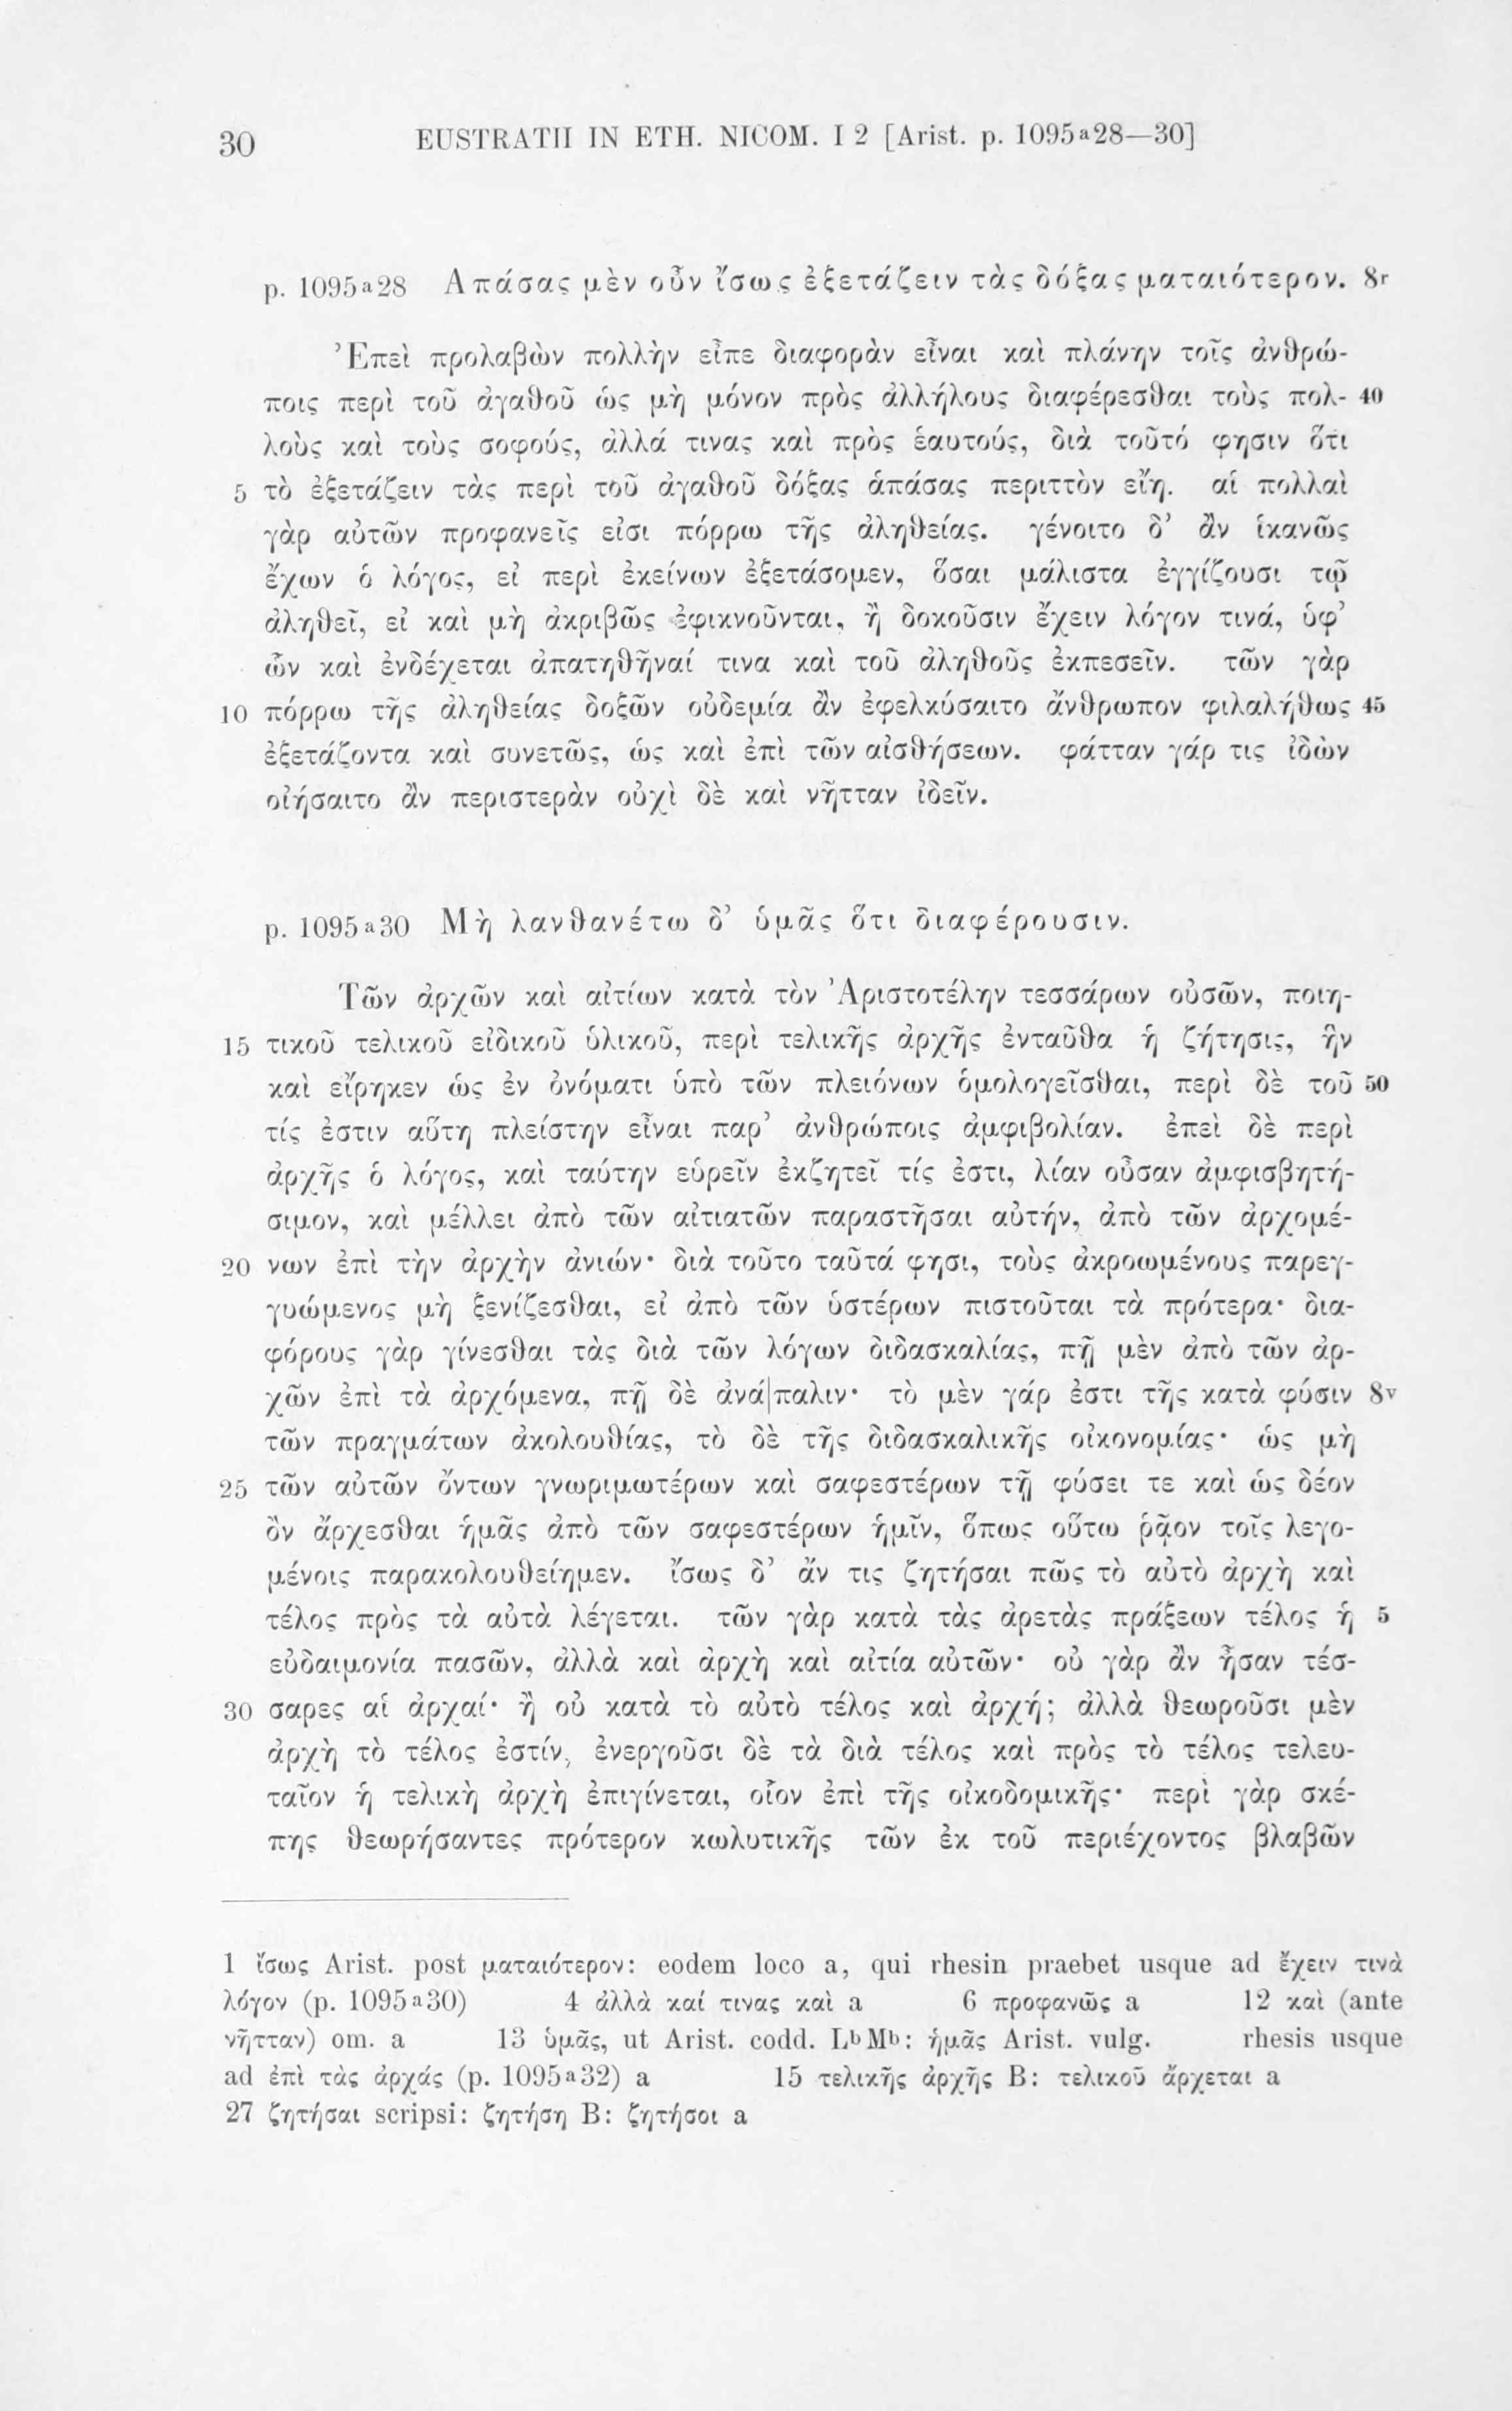 30 EUSTRATII IN ETH. NICOM. I 2 [Arist. p. 1095a28—30]
p. 1095a28 Ἁπάσας μὲν οὖν ἴσως ἐξετάζειν τὰς δόξας ματαιότερον. 8r
Ἐπεὶ προλαβὼν πολλὴν εἶπε διαφορὰν εἶναι καὶ πλάνην τοῖς ἀνθρώ-
ποις περὶ τοῦ ἀγαθοῦ ὡς μὴ μόνον πρὸς ἀλλήλους διαφέρεσθαι τοὺς πολ- 40
λοὺς καὶ τοὺς σοφούς, ἀλλά τινας καὶ πρὸς ἑαυτούς, διὰ τοῦτό φησιν ὅτι
5 τὸ ἐξετάζειν τὰς περὶ τοῦ ἀγαθοῦ δόξας ἁπάσας περιττὸν εἴη. αἱ πολλαὶ
γὰρ αὐτῶν προφανεῖς εἰσι πόρρω τῆς ἀληθείας. γένοιτο δ’ ἂν ἱκανῶς
ἔχων ὁ λόγος, εἰ περὶ ἐκείνων ἐξετάσομεν, ὅσαι μάλιστα ἐγγίζουσι τῷ
ἀληθεῖ, εἰ καὶ μὴ ἀκριβῶς ἐφικνοῦνται, ἢ δοκοῦσιν ἔχειν λόγον τινά, ὑφ’
ὧν καὶ ἐνδέχεται ἀπατηθῆναί τινα καὶ τοῦ ἀληθοῦς ἐκπεσεῖν. τῶν γὰρ
10 πόρρω τῆς ἀληθείας δοξῶν οὐδεμία ἂν ἐφελκύσαιτο ἄνθρωπον φιλαλήθως 45
ἐξετάζοντα καὶ συνετῶς, ὡς καὶ ἐπὶ τῶν αἰσθήσεων. φάτταν γάρ τις ἰδὼν
οἰήσαιτο ἂν περιστερὰν οὐχὶ δὲ καὶ νῆτταν ἰδεῖν.
p. 1095a30 Μὴ λανθανέτω δ’ ὑμᾶς ὅτι διαφέρουσιν.
Τῶν ἀρχῶν καὶ αἰτίων κατὰ τὸν Ἀριστοτέλην τεσσάρων οὐσῶν, ποιη-
15 τικοῦ τελικοῦ εἰδικοῦ ὑλικοῦ, περὶ τελικῆς ἀρχῆς ἐνταῦθα ἡ ζήτησις, ἣν
καὶ εἴρηκεν ὡς ἐν ὀνόματι ὑπὸ τῶν πλειόνων ὁμολογεῖσθαι, περὶ δὲ τοῦ 50
τίς ἐστιν αὕτη πλείστην εἶναι παρ’ ἀνθρώποις ἀμφιβολίαν. ἐπεὶ δὲ περὶ
ἀρχῆς ὁ λόγος, καὶ ταύτην εὑρεῖν ἐκζητεῖ τίς ἐστι, λίαν οὖσαν ἀμφισβητή-
σιμον, καὶ μέλλει ἀπὸ τῶν αἰτιατῶν παραστῆσαι αὐτήν, ἀπὸ τῶν ἀρχομέ-
20 νων ἐπὶ τὴν ἀρχὴν ἀνιών· διὰ τοῦτο ταῦτά φησι, τοὺς ἀκροωμένους παρεγ-
γυώμενος μὴ ξενίζεσθαι, εἰ ἀπὸ τῶν ὑστέρων πιστοῦται τὰ πρότερα· δια-
φόρους γὰρ γίνεσθαι τὰς διὰ τῶν λόγων διδασκαλίας, πῇ μὲν ἀπὸ τῶν ἀρ-
χῶν ἐπὶ τὰ ἀρχόμενα, πῇ δὲ ἀνά|παλιν· τὸ μὲν γάρ ἐστι τῆς κατὰ φύσιν 8v
τῶν πραγμάτων ἀκολουθίας, τὸ δὲ τῆς διδασκαλικῆς οἰκονομίας· ὡς μὴ
25 τῶν αὐτῶν ὄντων γνωριμωτέρων καὶ σαφεστέρων τῇ φύσει τε καὶ ὡς δέον
ὂν ἄρχεσθαι ἡμᾶς ἀπὸ τῶν σαφεστέρων ἡμῖν, ὅπως οὕτω ῥᾷον τοῖς λεγο-
μένοις παρακολουθείημεν. ἴσως δ’ ἄν τις ζητήσαι πῶς τὸ αὐτὸ ἀρχὴ καὶ
τέλος πρὸς τὰ αὐτὰ λέγεται. τῶν γὰρ κατὰ τὰς ἀρετὰς πράξεων τέλος ἡ 5
εὐδαιμονία πασῶν, ἀλλὰ καὶ ἀρχὴ καὶ αἰτία αὐτῶν· οὐ γὰρ ἂν ἦσαν τέσ-
30 σαρες αἱ ἀρχαί· ἢ οὐ κατὰ τὸ αὐτὸ τέλος καὶ ἀρχή; ἀλλὰ θεωροῦσι μὲν
ἀρχὴ τὸ τέλος ἐστίν, ἐνεργοῦσι δὲ τὰ διὰ τέλος καὶ πρὸς τὸ τέλος τελευ-
ταῖον ἡ τελικὴ ἀρχὴ ἐπιγίνεται, οἷον ἐπὶ τῆς οἰκοδομικῆς· περὶ γὰρ σκέ-
πης θεωρήσαντες πρότερον κωλυτικῆς τῶν ἐκ τοῦ περιέχοντος βλαβῶν
1 ἴσως Arist. post ματαιότερον: eodem loco a, qui rhesin praebet usque ad ἔχειν τινὰ
λόγον (p. 1095a30) 4 ἀλλὰ καί τινας καὶ a 6 προφανῶς a 12 καὶ (ante
νῆτταν) om. a 13 ὑμᾶς, ut Arist. codd. LbMb: ἡμᾶς Arist. vulg. rhesis usque
ad ἐπὶ τὰς ἀρχάς (p. 1095a32) a 15 τελικῆς ἀρχῆς B: τελικοῦ ἄρχεται a
27 ζητήσαι scripsi: ζητήση B: ζητήσοι a